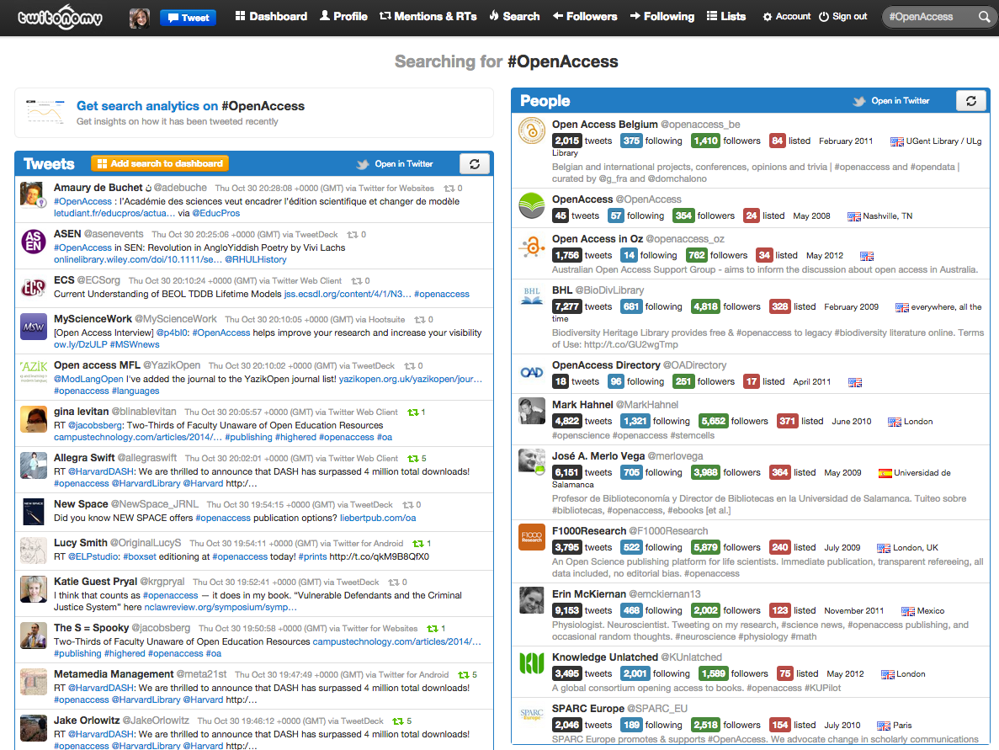 twitonomy
Tweet
Dashboard
Profile
Mentions & RTs
Search
Followers
Following
Lists
Account
Sign out
#OpenAccess
Searching for #OpenAccess
Get search analytics on #OpenAccess
Get insights on how it has been tweeted recently
Tweets
Add search to dashboard
Open in Twitter
Amaury de Buchet @adebuche Thu Oct 30 20:28:08 +0000 (GMT) via Twitter for Websites 0
#OpenAccess : l'Académie des sciences veut encadrer l'édition scientifique et changer de modèle
letudiant.fr/educpros/actua… via @EducPros
ASEN
ASEN @asenevents Thu Oct 30 20:25:06 +0000 (GMT) via TweetDeck 0
#OpenAccess in SEN: Revolution in AngloYiddish Poetry by Vivi Lachs
onlinelibrary.wiley.com/doi/10.1111/se… @RHULHistory
ECS
ECS @ECSorg Thu Oct 30 20:10:24 +0000 (GMT) via Twitter Web Client 0
Current Understanding of BEOL TDDB Lifetime Models jss.ecsdl.org/content/4/1/N3… #openaccess
MSW
MyScienceWork @MyScienceWork Thu Oct 30 20:10:05 +0000 (GMT) via Hootsuite 0
[Open Access Interview] @p4bl0: #OpenAccess helps improve your research and increase your visibility
ow.ly/DzULP #MSWnews
Open access MFL @YazikOpen Thu Oct 30 20:10:02 +0000 (GMT) via TweetDeck 0
@ModLangOpen I've added the journal to the YazikOpen journal list! yazikopen.org.uk/yazikopen/jour…
#openaccess #languages
gina levitan @blinablevitan Thu Oct 30 20:05:57 +0000 (GMT) via Twitter Web Client 1
RT @jacobsberg: Two-Thirds of Faculty Unaware of Open Education Resources
campustechnology.com/articles/2014/… #publishing #highered #openaccess #oa
Allegra Swift @allegraswift Thu Oct 30 20:02:01 +0000 (GMT) via Twitter Web Client 5
RT @HarvardDASH: We are thrilled to announce that DASH has surpassed 4 million total downloads!
#openaccess @HarvardLibrary @Harvard http:/…
New Space @NewSpace_JRNL Thu Oct 30 19:54:15 +0000 (GMT) via TweetDeck 0
Did you know NEW SPACE offers #openaccess publication options? liebertpub.com/oa
Lucy Smith @OriginalLucyS Thu Oct 30 19:54:11 +0000 (GMT) via Twitter for Android 1
RT @ELPstudio: #boxset editioning at #openaccess today! #prints http://t.co/qkM9B8QfX0
Katie Guest Pryal @krgpryal Thu Oct 30 19:52:41 +0000 (GMT) via TweetDeck 0
I think that counts as #openaccess — it does in my book. “Vulnerable Defendants and the Criminal
Justice System” here nclawreview.org/symposium/symp…
The S = Spooky @jacobsberg Thu Oct 30 19:50:58 +0000 (GMT) via Twitter for Websites 1
Two-Thirds of Faculty Unaware of Open Education Resources campustechnology.com/articles/2014/…
#publishing #highered #openaccess #oa
Metamedia Management @meta21st Thu Oct 30 19:47:49 +0000 (GMT) via Twitter for Android 5
RT @HarvardDASH: We are thrilled to announce that DASH has surpassed 4 million total downloads!
#openaccess @HarvardLibrary @Harvard http:/…
Jake Orlowitz @JakeOrlowitz Thu Oct 30 19:46:12 +0000 (GMT) via TweetDeck 5
RT @HarvardDASH: We are thrilled to announce that DASH has surpassed 4 million total downloads!
#openaccess @HarvardLibrary @Harvard http:/…
People
Open in Twitter
Open Access Belgium @openaccess_be
2,015 tweets 375 following 1,410 followers 84 listed February 2011 UGent Library / ULg
Library
Belgian and international projects, conferences, opinions and trivia | #openaccess and #opendata |
curated by @g_fra and @domchalono
OpenAccess @OpenAccess
45 tweets 57 following 354 followers 24 listed May 2008 Nashville, TN
Open Access in Oz @openaccess_oz
1,756 tweets 14 following 762 followers 34 listed May 2012
Australian Open Access Support Group - aims to inform the discussion about open access in Australia.
BHL
BHL @BioDivLibrary
7,277 tweets 681 following 4,818 followers 328 listed February 2009 everywhere, all the
time
Biodiversity Heritage Library provides free & #openaccess to legacy #biodiversity literature online. Terms
of Use: http://t.co/GU2wgTmp
OAD
OpenAccess Directory @OADirectory
18 tweets 96 following 251 followers 17 listed April 2011
Mark Hahnel @MarkHahnel
4,822 tweets 1,321 following 5,652 followers 371 listed June 2010 London
#openscience #openaccess #stemcells
José A. Merlo Vega @merlovega
6,151 tweets 705 following 3,988 followers 364 listed May 2009 Universidad de
Salamanca
Profesor de Biblioteconomía y Director de Bibliotecas en la Universidad de Salamanca. Tuiteo sobre
#bibliotecas, #openaccess, #ebooks [et al.]
F1000
Research
F1000Research @F1000Research
3,795 tweets 522 following 5,879 followers 240 listed July 2009 London, UK
An Open Science publishing platform for life scientists. Immediate publication, transparent refereeing, all
data included, no editorial bias. #openaccess
Erin McKiernan @emckiernan13
9,153 tweets 468 following 2,002 followers 123 listed November 2011 Mexico
Physiologist. Neuroscientist. Tweeting on my research, #science news, #openaccess publishing, and
occasional random thoughts. #neuroscience #physiology #math
Knowledge Unlatched @KUnlatched
3,495 tweets 2,001 following 1,589 followers 75 listed May 2012 London
A global consortium opening access to books. #openaccess #KUPilot
SPARC
Europe
SPARC Europe @SPARC_EU
2,046 tweets 189 following 2,518 followers 154 listed July 2010 Paris
SPARC Europe promotes & supports #OpenAccess. We advocate change in scholarly communications